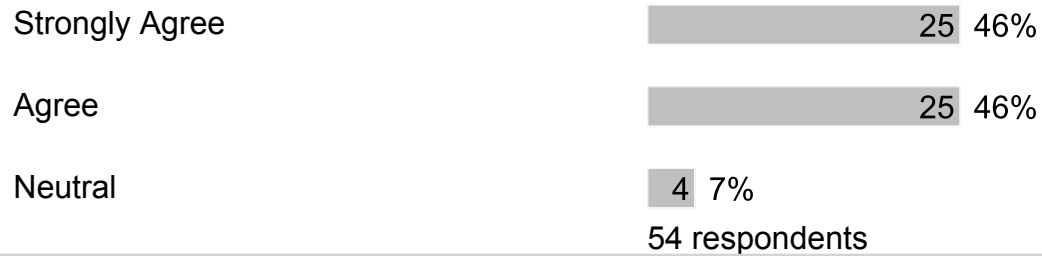 Strongly Agree 25 46%
Agree 25 46%
Neutral 4 7%
54 respondents